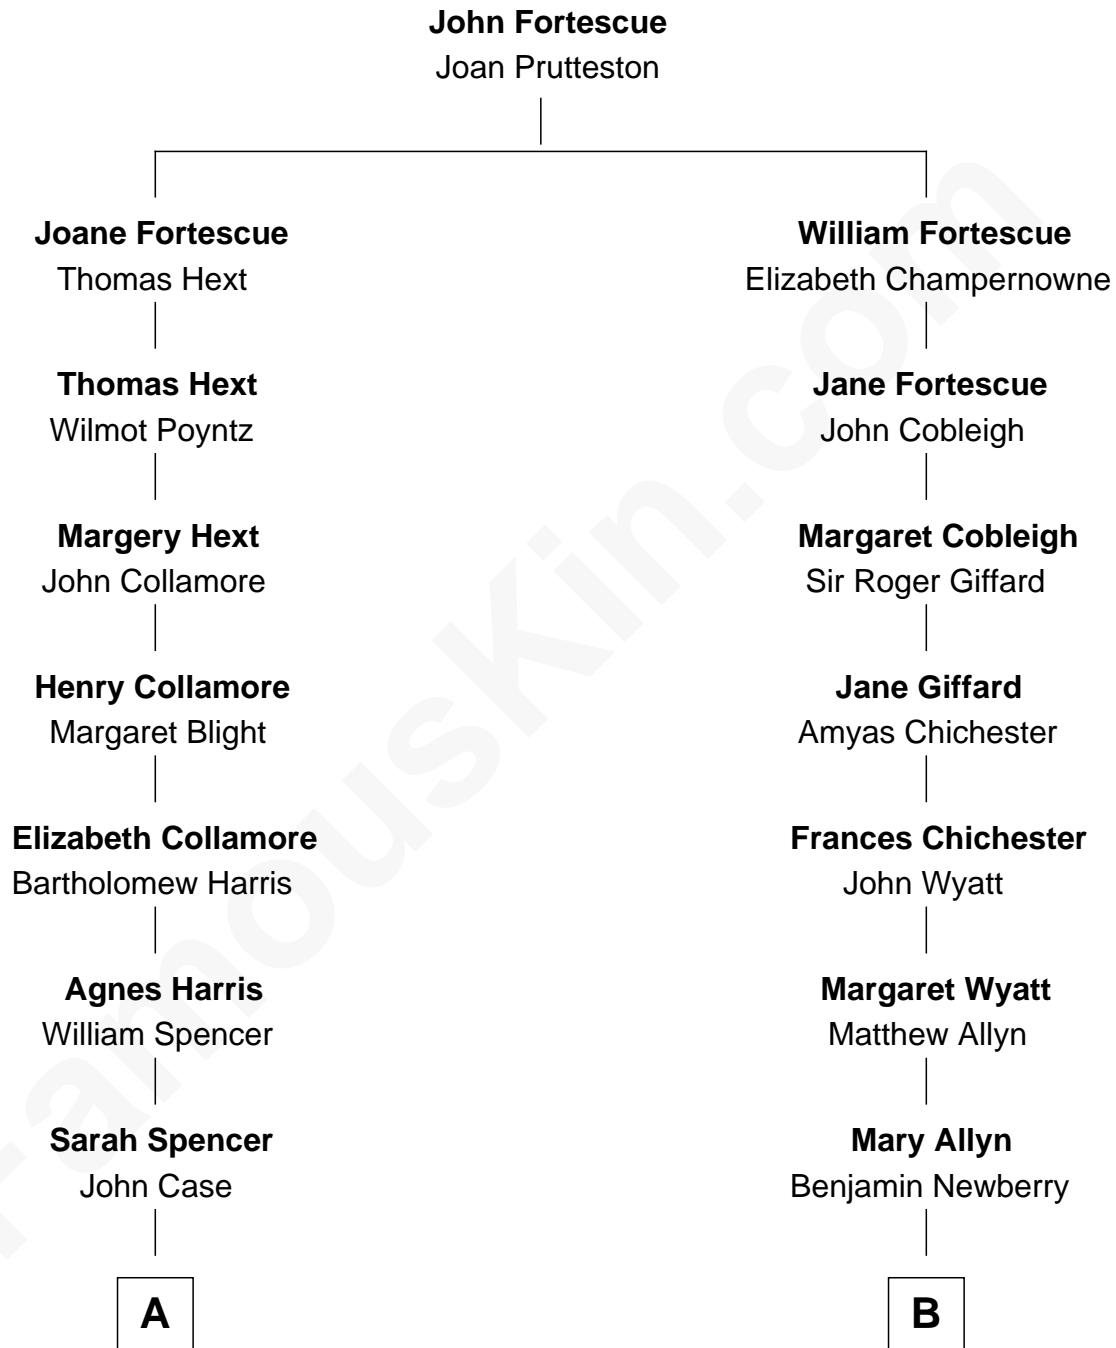 John Fortescue
Joan Prutteston
Joane Fortescue
Thomas Hext
William Fortescue
Elizabeth Champernowne
Thomas Hext
Wilmot Poyntz
Jane Fortescue
John Cobleigh
Margery Hext
John Collamore
Margaret Cobleigh
Sir Roger Giffard
Henry Collamore
Margaret Blight
Jane Giffard
Amyas Chichester
Elizabeth Collamore
Bartholomew Harris
Frances Chichester
John Wyatt
Agnes Harris
William Spencer
Margaret Wyatt
Matthew Allyn
Sarah Spencer
John Case
Mary Allyn
Benjamin Newberry
A
B
FamousKin.com